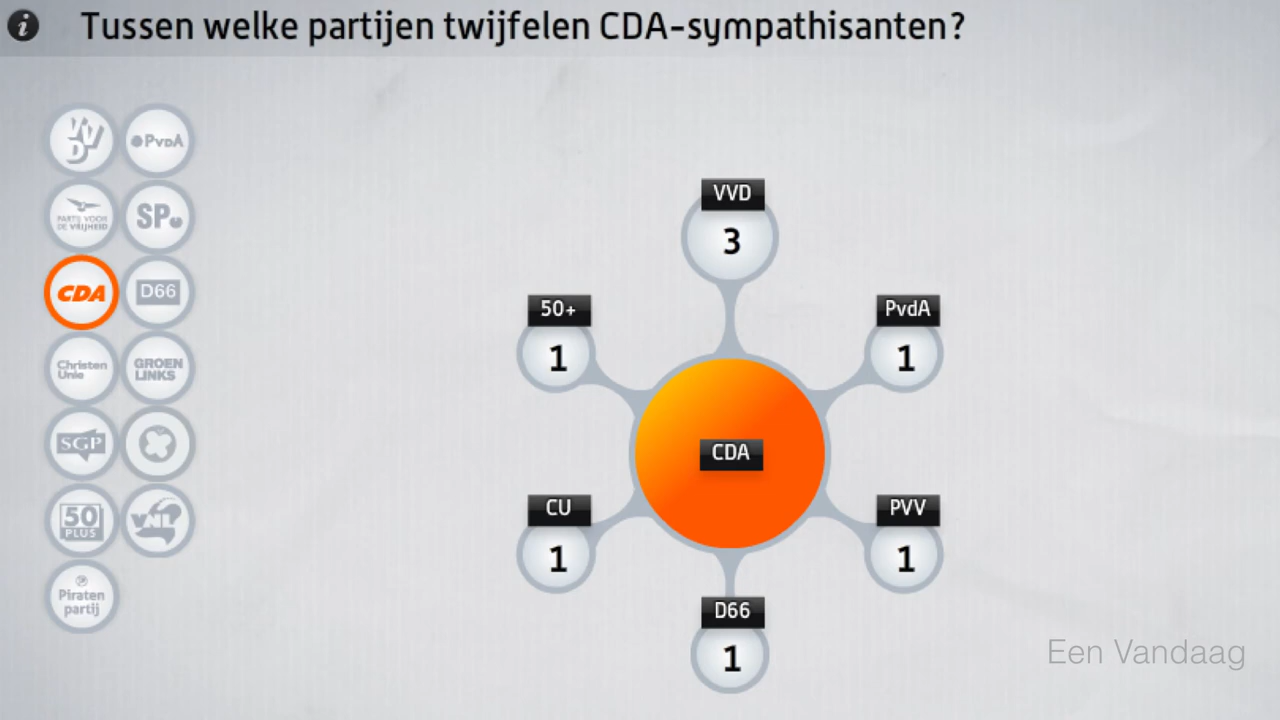 i Tussen welke partijen twijfelen CDA-sympathisanten?
VVD PvdA
PARTIJ VOOR DE VRIJHEID SP
CDA D66
Christen Unie GROEN LINKS
SGP
50 PLUS VNL
Piraten partij
VVD
3
50+
1
PvdA
1
CDA
CU
1
PVV
1
D66
1
Een Vandaag